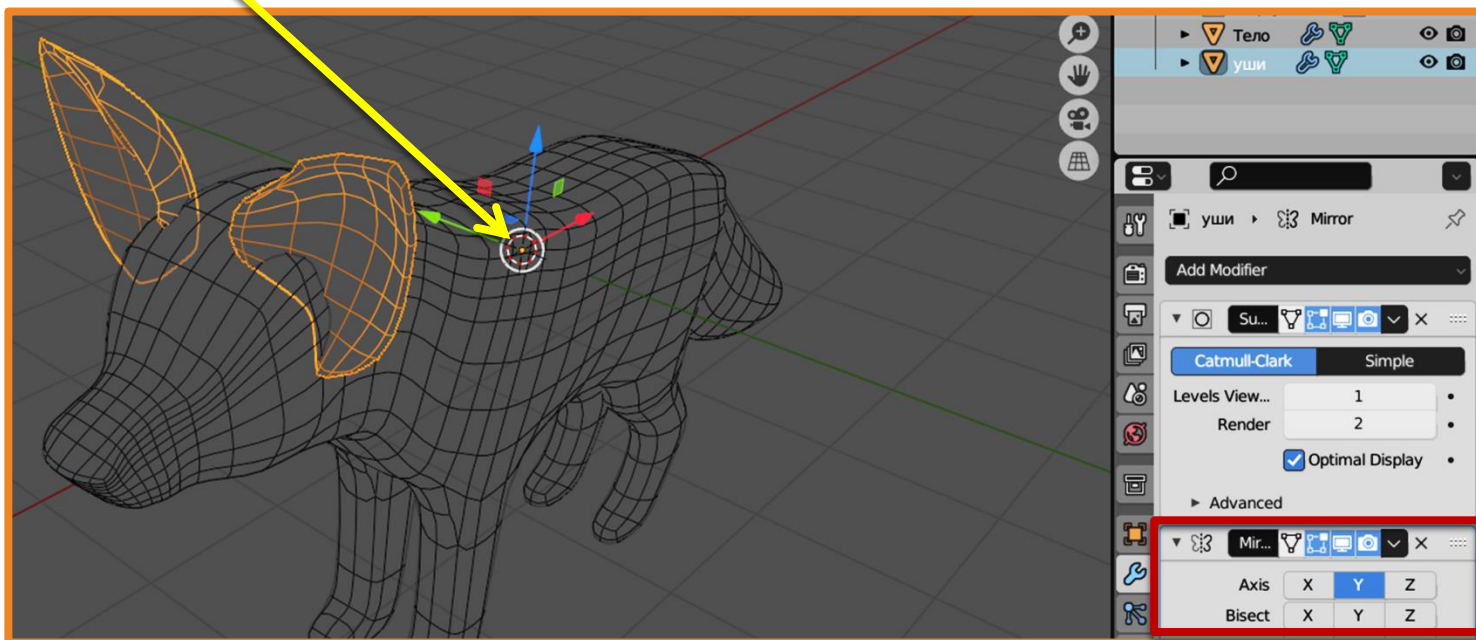 Тело
уши
уши › Mirror
Add Modifier
Su...
Catmull-Clark Simple
Levels View... 1
Render 2
Optimal Display
Advanced
Mir...
Axis X Y Z
Bisect X Y Z